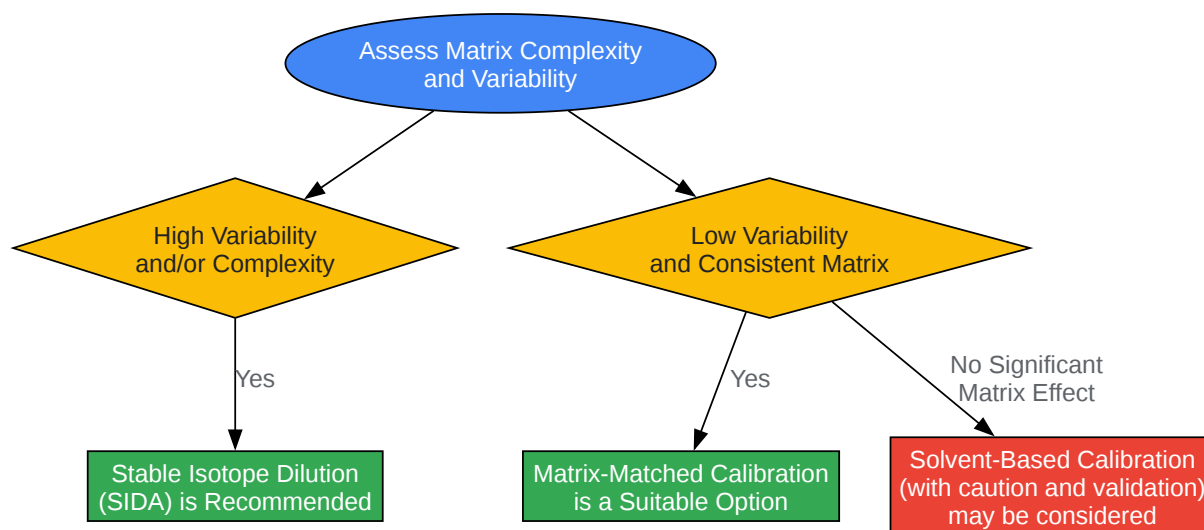 Assess Matrix Complexity
and Variability
High Variability
and/or Complexity
Low Variability
and Consistent Matrix
Yes
Yes
No Significant
Matrix Effect
Stable Isotope Dilution
(SIDA) is Recommended
Matrix-Matched Calibration
is a Suitable Option
Solvent-Based Calibration
(with caution and validation)
may be considered